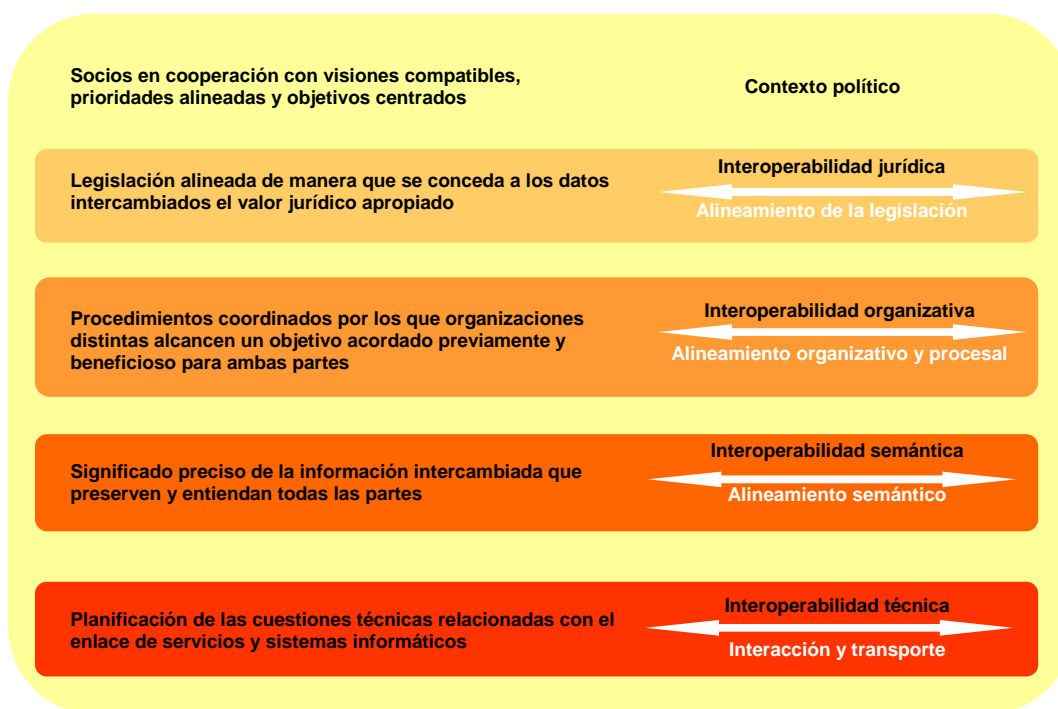 Socios en cooperación con visiones compatibles,
prioridades alineadas y objetivos centrados
Contexto político
Legislación alineada de manera que se conceda a los datos
intercambiados el valor jurídico apropiado
Interoperabilidad jurídica
Alineamiento de la legislación
Procedimientos coordinados por los que organizaciones
distintas alcancen un objetivo acordado previamente y
beneficioso para ambas partes
Interoperabilidad organizativa
Alineamiento organizativo y procesal
Significado preciso de la información intercambiada que
preserven y entiendan todas las partes
Interoperabilidad semántica
Alineamiento semántico
Planificación de las cuestiones técnicas relacionadas con el
enlace de servicios y sistemas informáticos
Interoperabilidad técnica
Interacción y transporte